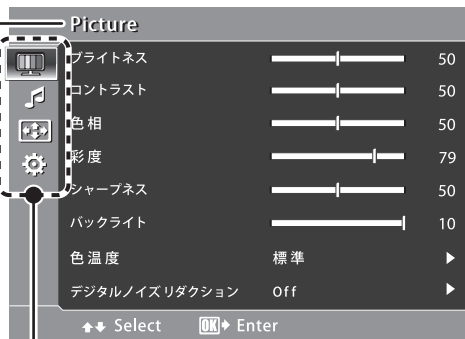 Picture
ブライトネス 50
コントラスト 50
色相 50
彩度 79
シャープネス 50
バックライト 10
色温度 標準
デジタルノイズリダクション Off
Select OK Enter